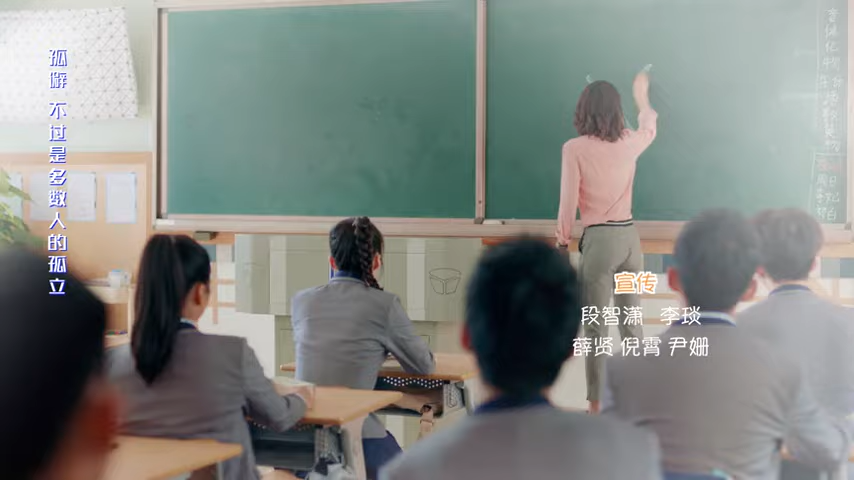 孤僻 不过是多数人的孤立
宣传
段智潇 李琰
薛贤 倪霄 尹姗